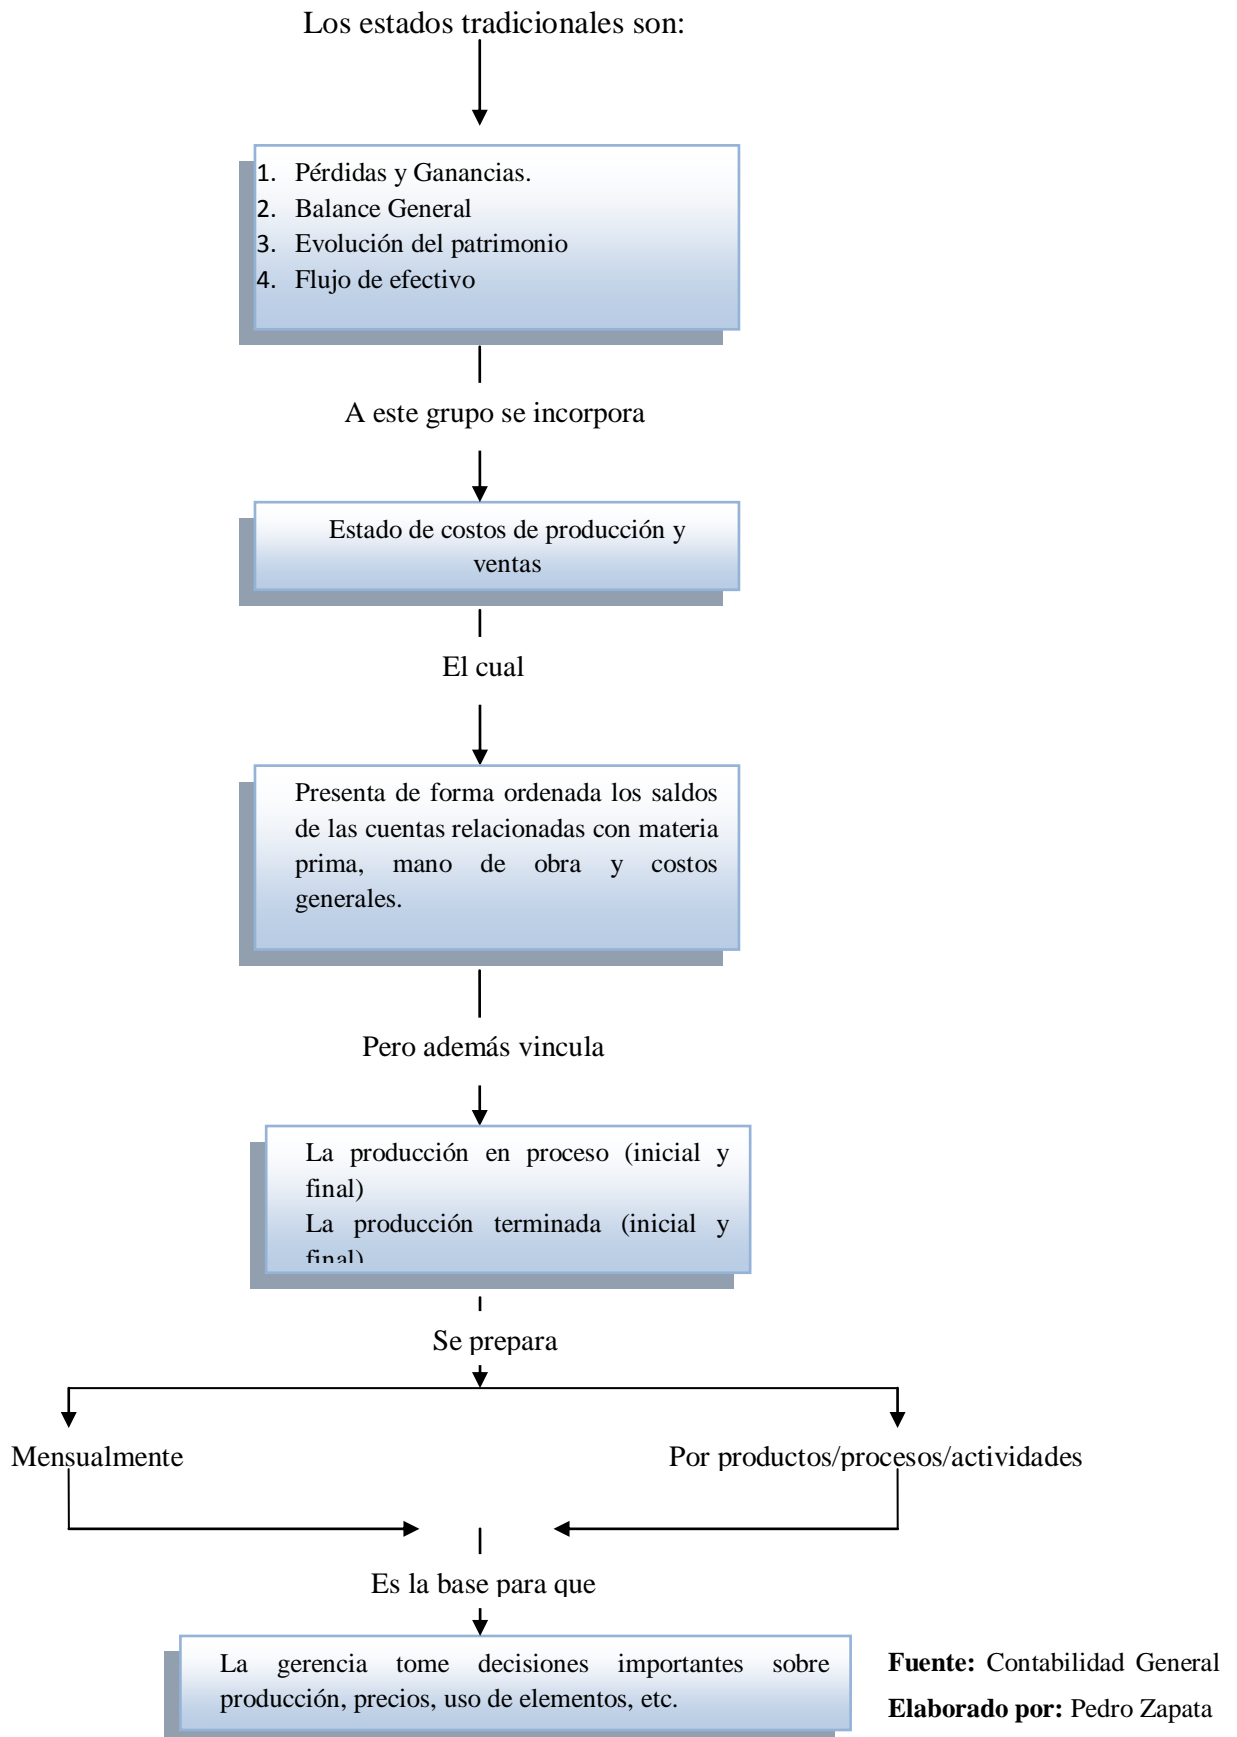 Los estados tradicionales son:
1. Pérdidas y Ganancias.
2. Balance General
3. Evolución del patrimonio
4. Flujo de efectivo
A este grupo se incorpora
Estado de costos de producción y
ventas
El cual
Presenta de forma ordenada los saldos
de las cuentas relacionadas con materia
prima, mano de obra y costos
generales.
Pero además vincula
La producción en proceso (inicial y
final)
La producción terminada (inicial y
final)
Se prepara
Mensualmente
Por productos/procesos/actividades
Es la base para que
La gerencia tome decisiones importantes sobre
producción, precios, uso de elementos, etc.
Fuente: Contabilidad General
Elaborado por: Pedro Zapata